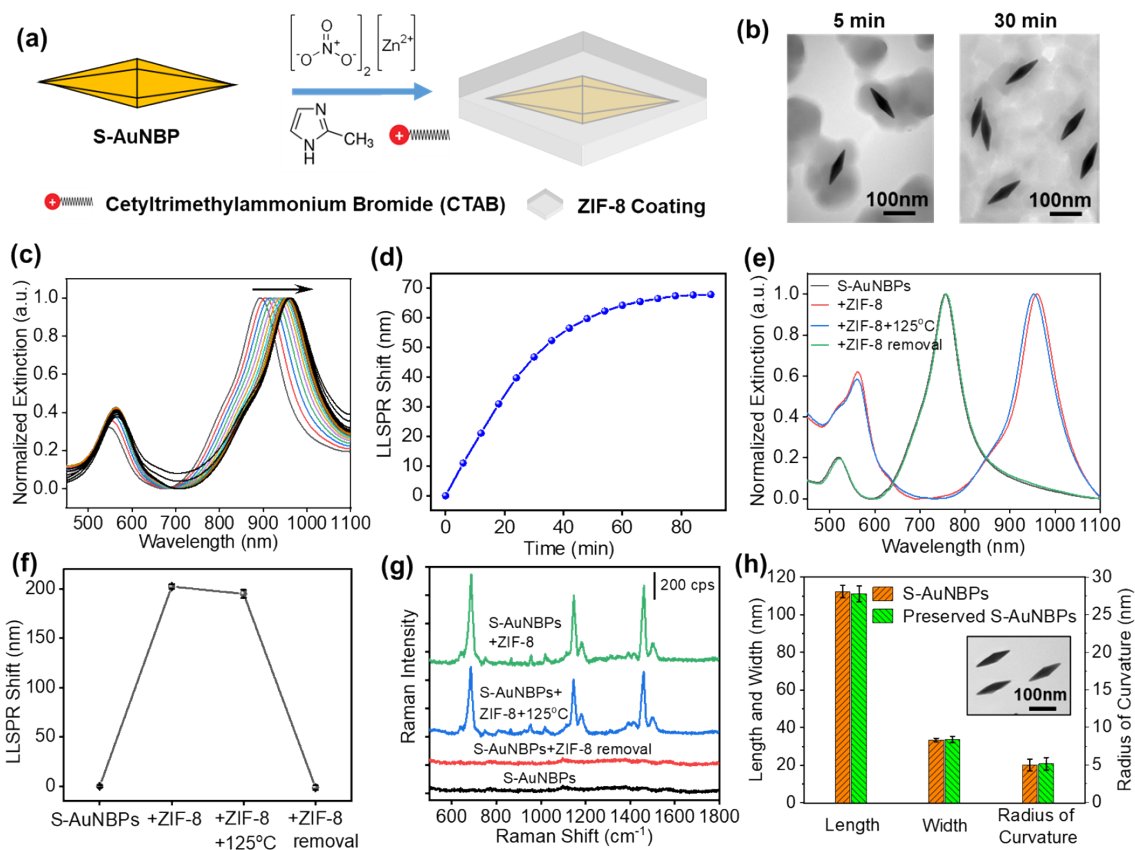 (a)
O
-O N+ O-
2
[Zn2+]
S-AuNBP
N
N
H
CH3
+
+ Cetyltrimethylammonium Bromide (CTAB)
ZIF-8 Coating
(b)
5 min
30 min
100nm
100nm
(c)
Normalized Extinction (a.u.)
1.0
0.8
0.6
0.4
0.2
0.0
500 600 700 800 900 1000 1100
Wavelength (nm)
(d)
LLSPR Shift (nm)
70
60
50
40
30
20
10
0
0 20 40 60 80
Time (min)
(e)
Normalized Extinction (a.u.)
1.0
0.8
0.6
0.4
0.2
0.0
S-AuNBPs
+ZIF-8
+ZIF-8+125oC
+ZIF-8 removal
500 600 700 800 900 1000 1100
Wavelength (nm)
(f)
LLSPR Shift (nm)
200
150
100
50
0
S-AuNBPs +ZIF-8 +ZIF-8 +ZIF-8
+125oC removal
(g)
Raman Intensity
200 cps
S-AuNBPs
+ZIF-8
S-AuNBPs+
ZIF-8+125oC
S-AuNBPs+ZIF-8 removal
S-AuNBPs
600 800 1000 1200 1400 1600 1800
Raman Shift (cm-1)
(h)
Length and Width (nm)
120
100
80
60
40
20
0
S-AuNBPs
Preserved S-AuNBPs
100nm
30
25
20
15
10
5
0
Radius of Curvature (nm)
Length Width Radius of
Curvature